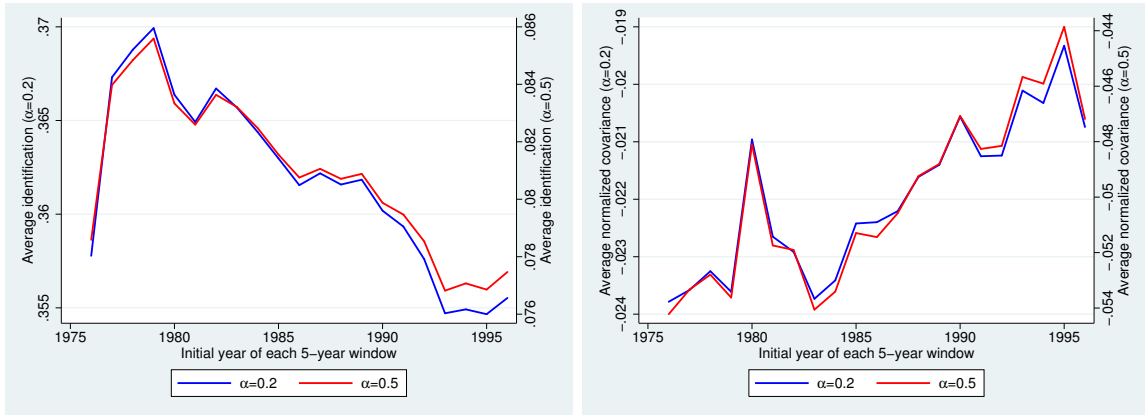 Average identification (α=0.2)
.37
.365
.36
.355
.086
.084
.082
.08
.078
.076
Average identification (α=0.5)
1975 1980 1985 1990 1995
Initial year of each 5−year window
α=0.2 α=0.5
Average normalized covariance (α=0.2)
−.019
−.02
−.021
−.022
−.023
−.024
−.044
−.046
−.048
−.05
−.052
−.054
Average normalized covariance (α=0.5)
1975 1980 1985 1990 1995
Initial year of each 5−year window
α=0.2 α=0.5